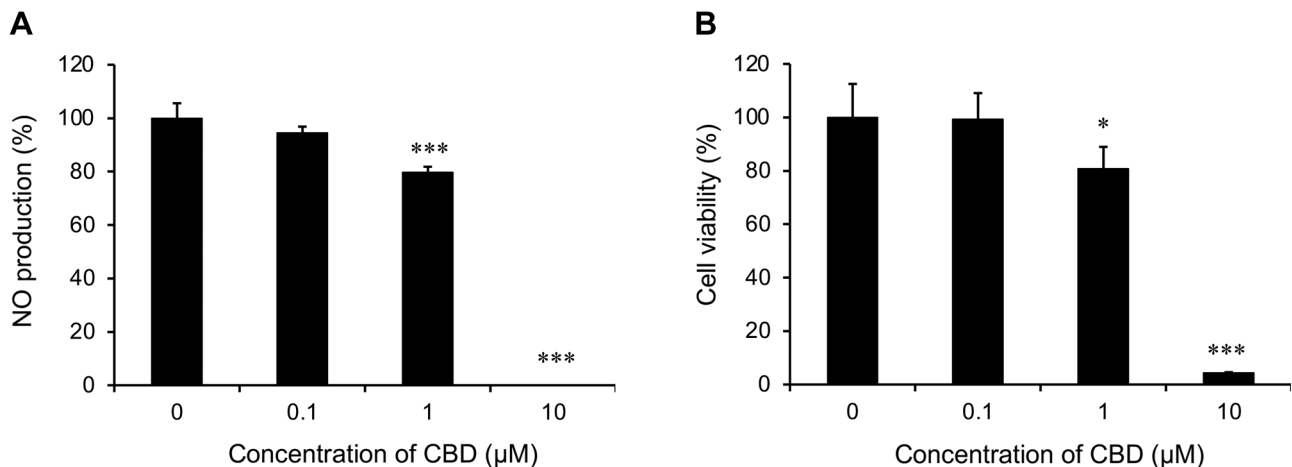 A
NO production (%)
120
100
80
60
40
20
0
***
***
0 0.1 1 10
Concentration of CBD (µM)
B
Cell viability (%)
120
100
80
60
40
20
0
*
***
0 0.1 1 10
Concentration of CBD (µM)